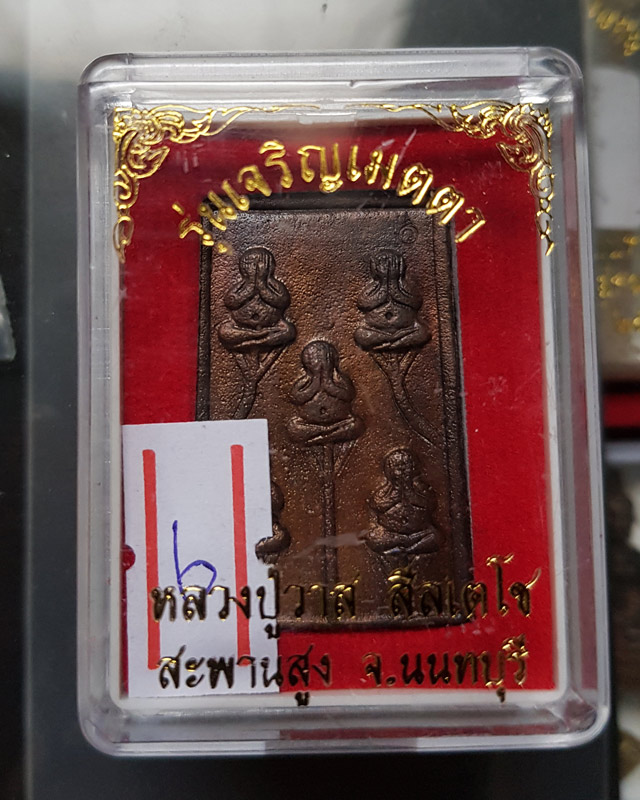 รุ่นเจริญเมตตา
๖
หลวงปู่วาส สีลเตโช
สะพานสูง จ.นนทบุรี